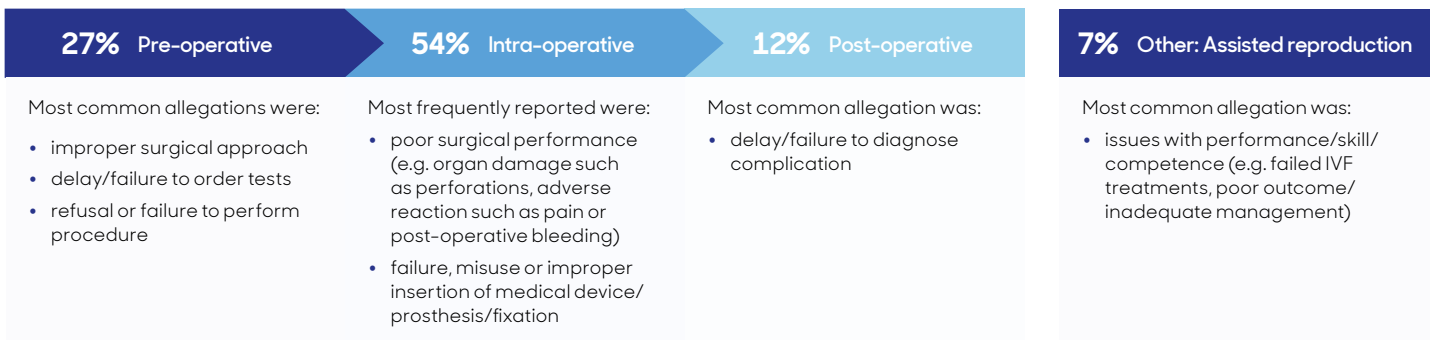 27% Pre-operative
Most common allegations were:
• improper surgical approach
• delay/failure to order tests
• refusal or failure to perform
procedure
54% Intra-operative
Most frequently reported were:
• poor surgical performance
(e.g. organ damage such
as perforations, adverse
reaction such as pain or
post-operative bleeding)
• failure, misuse or improper
insertion of medical device/
prosthesis/fixation
12% Post-operative
Most common allegation was:
• delay/failure to diagnose
complication
7% Other: Assisted reproduction
Most common allegation was:
• issues with performance/skill/
competence (e.g. failed IVF
treatments, poor outcome/
inadequate management)